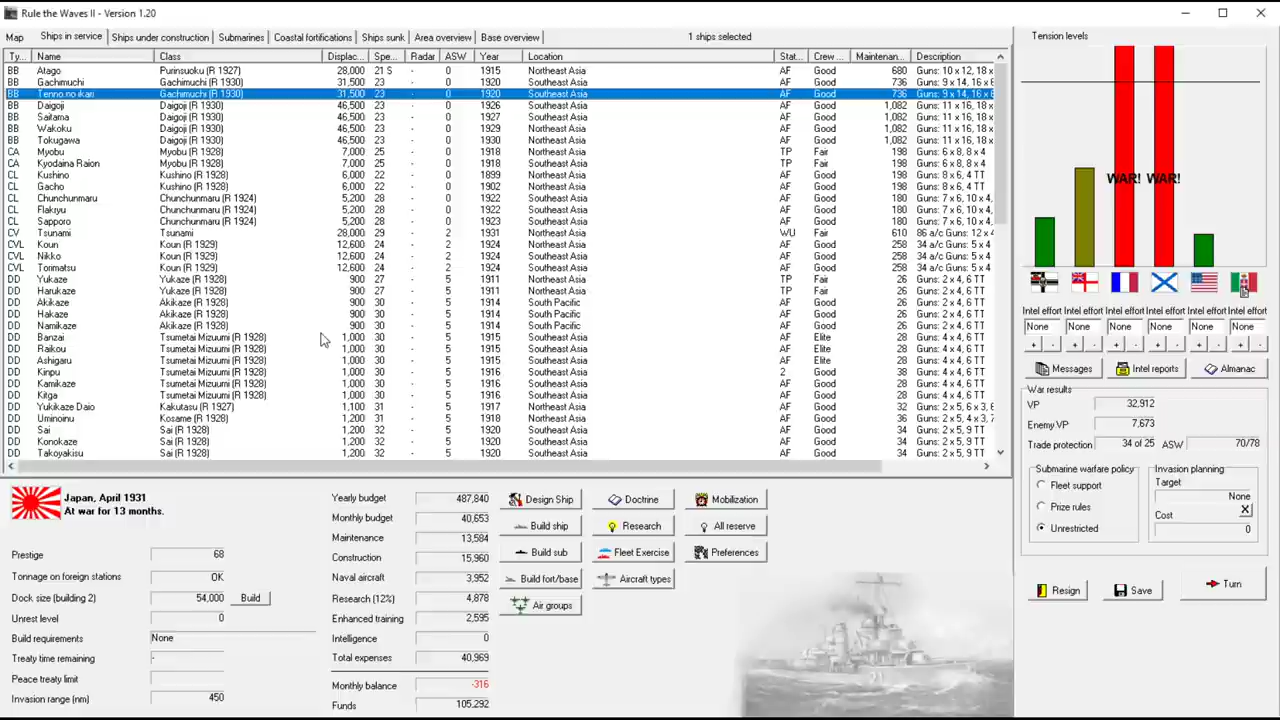 Rule the Waves II - Version 1.20
Map Ships in service Ships under construction Submarines Coastal fortifications Ships sunk Area overview Base overview 1 ships selected
Ty... Name Class Displac... Spe... Radar ASW Year Location Stat... Crew ... Maintenan... Description
BB Atago Purinsuoku (R 1927) 28,000 21 S - 0 1915 Northeast Asia AF Good 680 Guns: 10 x 12, 18 x
BB Gachimuchi Gachimuchi (R 1930) 31,500 23 - 0 1920 Northeast Asia AF Good 736 Guns: 9 x 14, 16 x 6
BB Tenno no ikari Gachimuchi (R 1930) 31,500 23 - 0 1920 Southeast Asia AF Good 736 Guns: 9 x 14, 16 x 6
BB Daigoji Daigoji (R 1930) 46,500 23 - 0 1926 Northeast Asia AF Good 1,082 Guns: 11 x 16, 18 x
BB Saitama Daigoji (R 1930) 46,500 23 - 0 1927 Southeast Asia AF Good 1,082 Guns: 11 x 16, 18 x
BB Wakoku Daigoji (R 1930) 46,500 23 - 0 1929 Northeast Asia AF Good 1,082 Guns: 11 x 16, 18 x
BB Tokugawa Daigoji (R 1930) 46,500 23 - 0 1930 Southeast Asia AF Good 1,082 Guns: 11 x 16, 18 x
CA Myobu Myobu (R 1928) 7,000 25 - 0 1918 Northeast Asia TP Fair 198 Guns: 6 x 8, 8 x 4
CA Kyodaina Raion Myobu (R 1928) 7,000 25 - 0 1918 Southeast Asia TP Fair 198 Guns: 6 x 8, 8 x 4
CL Kushino Kushino (R 1928) 6,000 22 - 0 1899 Southeast Asia AF Good 176 Guns: 8 x 6, 4 TT
CL Gacho Kushino (R 1928) 6,000 22 - 0 1902 Southeast Asia AF Good 176 Guns: 8 x 6, 4 TT
CL Chunchunmaru Chunchunmaru (R 1924) 5,200 28 - 0 1922 Southeast Asia AF Good 180 Guns: 7 x 6, 10 x 4
CL Flakryu Chunchunmaru (R 1924) 5,200 28 - 0 1922 Southeast Asia AF Good 180 Guns: 7 x 6, 10 x 4
CL Sapporo Chunchunmaru (R 1924) 5,200 28 - 0 1923 Southeast Asia AF Good 180 Guns: 7 x 6, 10 x 4
CV Tsunami Tsunami 28,000 29 - 2 1931 Northeast Asia WU Fair 610 86 a/c Guns: 12 x 4
CVL Koun Koun (R 1929) 12,600 24 - 2 1922 Northeast Asia AF Good 258 34 a/c Guns: 5 x 4
CVL Nikko Koun (R 1929) 12,600 24 - 2 1922 Southeast Asia AF Good 258 34 a/c Guns: 5 x 4
CVL Torimatsu Koun (R 1929) 12,600 24 - 2 1922 Southeast Asia AF Good 258 34 a/c Guns: 5 x 4
DD Yukaze Yukaze (R 1928) 900 27 - 5 1911 Northeast Asia TP Fair 26 Guns: 2 x 4, 6 TT
DD Harukaze Yukaze (R 1928) 900 27 - 5 1911 Northeast Asia TP Fair 26 Guns: 2 x 4, 6 TT
DD Akikaze Akikaze (R 1928) 900 30 - 5 1914 South Pacific AF Good 26 Guns: 2 x 4, 6 TT
DD Hakaze Akikaze (R 1928) 900 30 - 5 1914 South Pacific AF Good 26 Guns: 2 x 4, 6 TT
DD Namikaze Akikaze (R 1928) 900 30 - 5 1914 South Pacific AF Good 26 Guns: 2 x 4, 6 TT
DD Banzai Tsumetai Mizuumi (R 1928) 1,000 30 - 5 1915 Southeast Asia AF Elite 28 Guns: 4 x 4, 6 TT
DD Raikou Tsumetai Mizuumi (R 1928) 1,000 30 - 5 1915 Southeast Asia AF Elite 28 Guns: 4 x 4, 6 TT
DD Ashigaru Tsumetai Mizuumi (R 1928) 1,000 30 - 5 1915 Southeast Asia AF Elite 28 Guns: 4 x 4, 6 TT
DD Kinpu Tsumetai Mizuumi (R 1928) 1,000 30 - 5 1916 Southeast Asia 2 Good 38 Guns: 4 x 4, 6 TT
DD Kamikaze Tsumetai Mizuumi (R 1928) 1,000 30 - 5 1916 Southeast Asia AF Good 28 Guns: 4 x 4, 6 TT
DD Kitga Tsumetai Mizuumi (R 1928) 1,000 30 - 5 1916 Southeast Asia AF Good 28 Guns: 4 x 4, 6 TT
DD Yukikaze Daio Kakutasu (R 1927) 1,100 31 - 5 1917 Northeast Asia AF Good 32 Guns: 2 x 5, 6 x 3,
DD Uminoinu Kosame (R 1928) 1,200 31 - 5 1918 Northeast Asia AF Good 36 Guns: 4 x 5, 4 x 3,
DD Sai Sai (R 1928) 1,200 32 - 5 1920 Southeast Asia AF Good 34 Guns: 2 x 5, 9 TT
DD Konokaze Sai (R 1928) 1,200 32 - 5 1920 Southeast Asia AF Good 34 Guns: 2 x 5, 9 TT
DD Takoyakisu Sai (R 1928) 1,200 32 - 5 1920 Southeast Asia AF Good 34 Guns: 2 x 5, 9 TT
Tension levels
WAR! WAR!
Intel effort Intel effort Intel effort Intel effort Intel effort Intel effort
None None None None None None
+ - + - + - + - + - + -
Messages Intel reports Almanac
War results
VP 32,912
Enemy VP 7,673
Trade protection 34 of 25 ASW 70/78
Submarine warfare policy
Fleet support
Prize rules
Unrestricted
Invasion planning
Target
None
Cost X
0
Resign Save Turn
Japan, April 1931
At war for 13 months.
Prestige 68
Tonnage on foreign stations OK
Dock size (building 2) 54,000 Build
Unrest level 0
Build requirements None
Treaty time remaining -
Peace treaty limit
Invasion range (nm) 450
Yearly budget 487,840
Monthly budget 40,653
Maintenance 13,584
Construction 15,960
Naval aircraft 3,952
Research (12%) 4,878
Enhanced training 2,595
Intelligence 0
Total expenses 40,969
Monthly balance -316
Funds 105,292
Design Ship Doctrine Mobilization
Build ship Research All reserve
Build sub Fleet Exercise Preferences
Build fort/base Aircraft types
Air groups